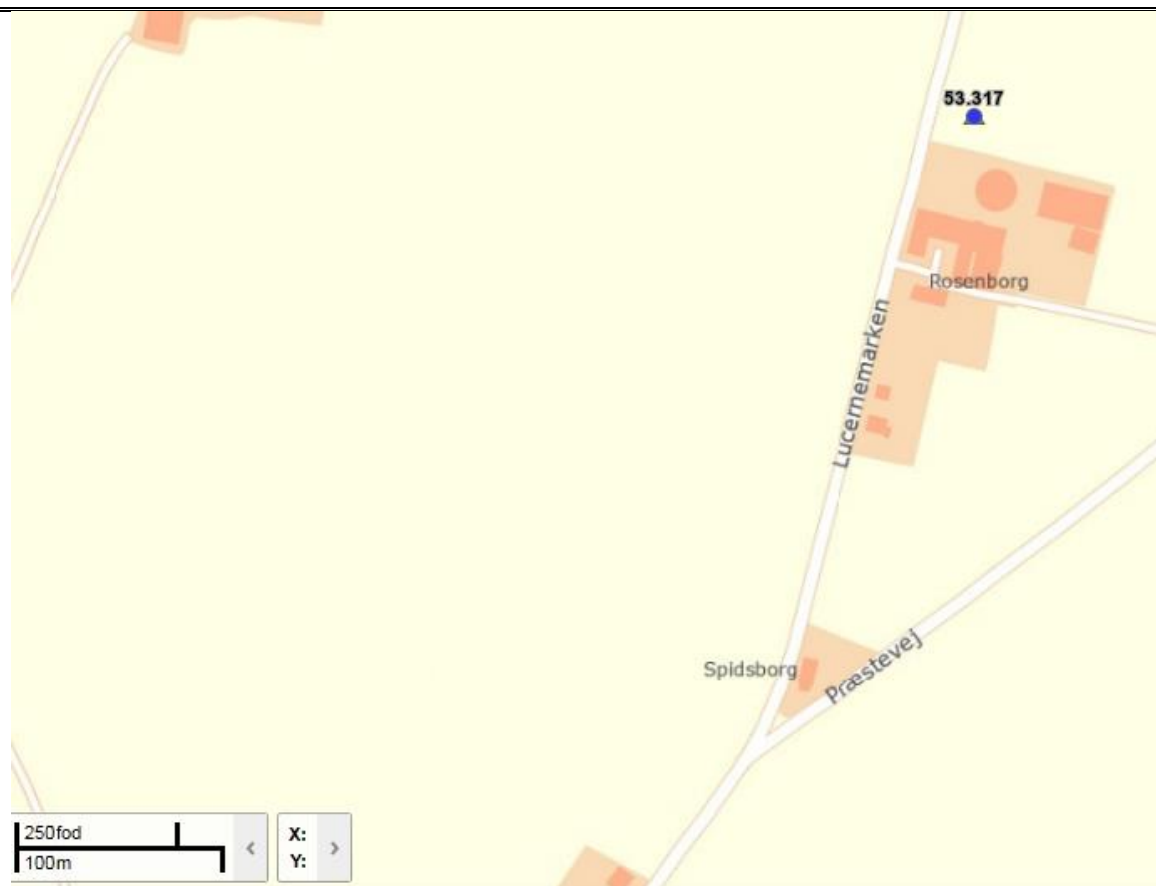 53.317
Rosenborg
Lucernemarken
Spidsborg
Præstevej
250fod
100m
X:
Y: